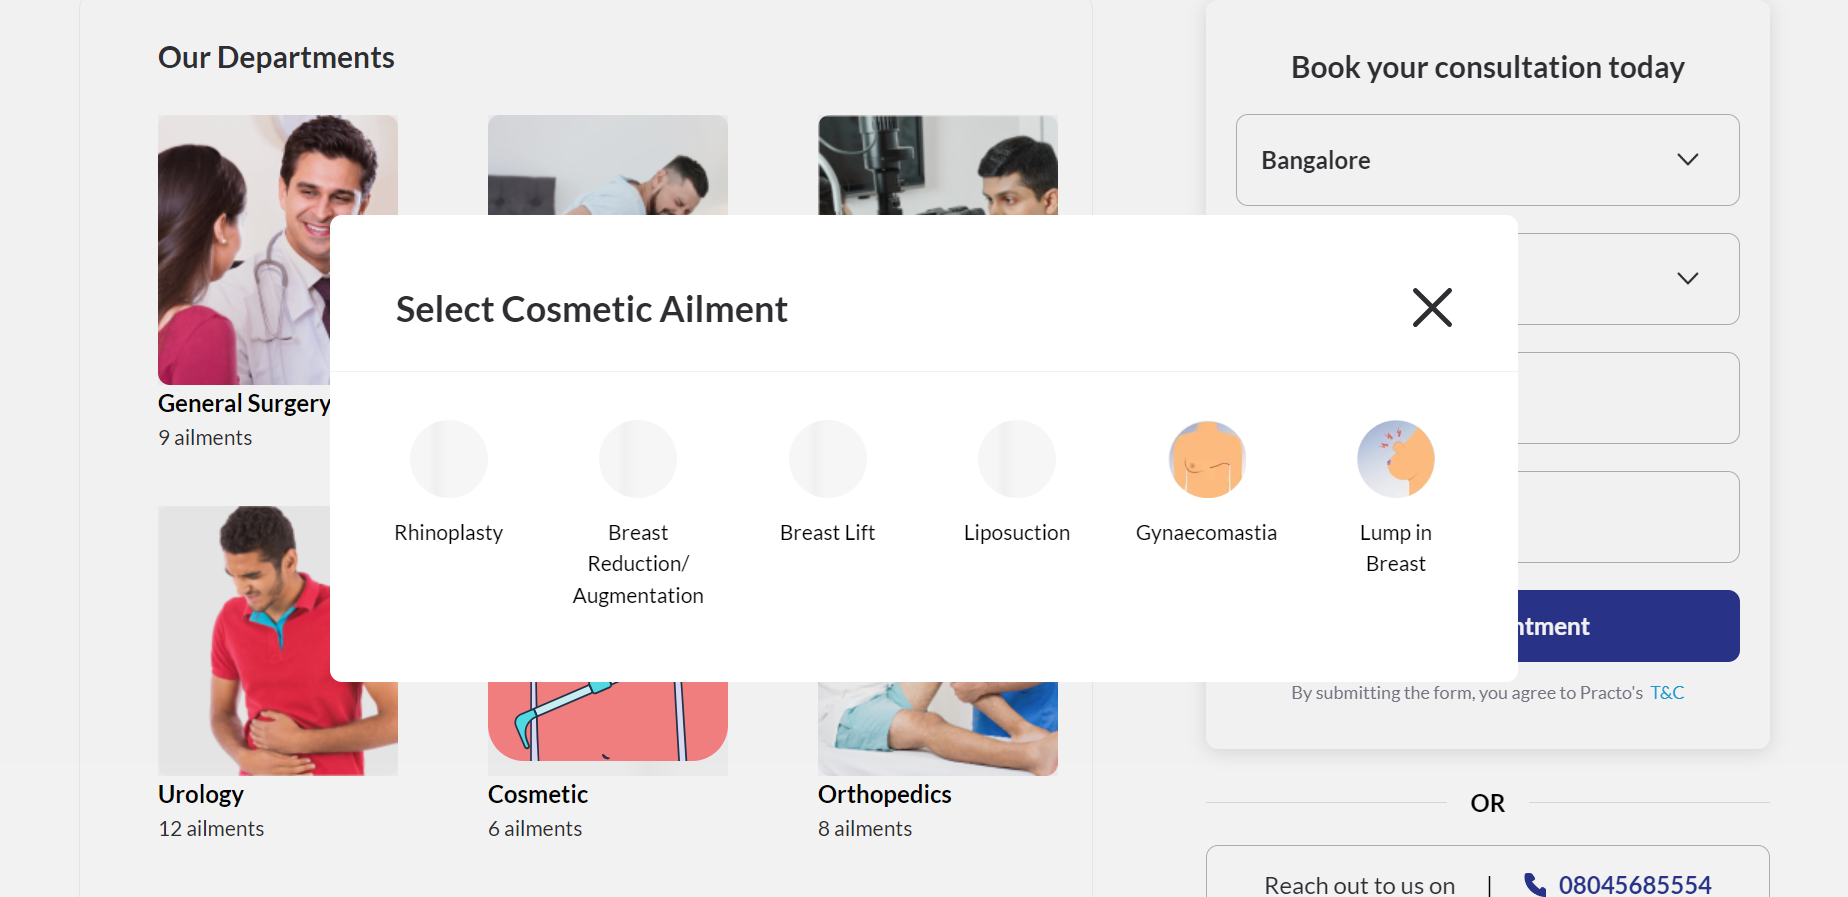 Our Departments
General Surgery
9 ailments
Urology
12 ailments
Cosmetic
6 ailments
Orthopedics
8 ailments
Select Cosmetic Ailment
Rhinoplasty
Breast
Reduction/
Augmentation
Breast Lift
Liposuction
Gynaecomastia
Lump in
Breast
Book your consultation today
Bangalore
By submitting the form, you agree to Practo's T&C
OR
Reach out to us on | 08045685554